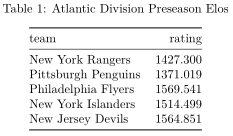 Table 1: Atlantic Division Preseason Elos
team rating
New York Rangers 1427.300
Pittsburgh Penguins 1371.019
Philadelphia Flyers 1569.541
New York Islanders 1514.499
New Jersey Devils 1564.851